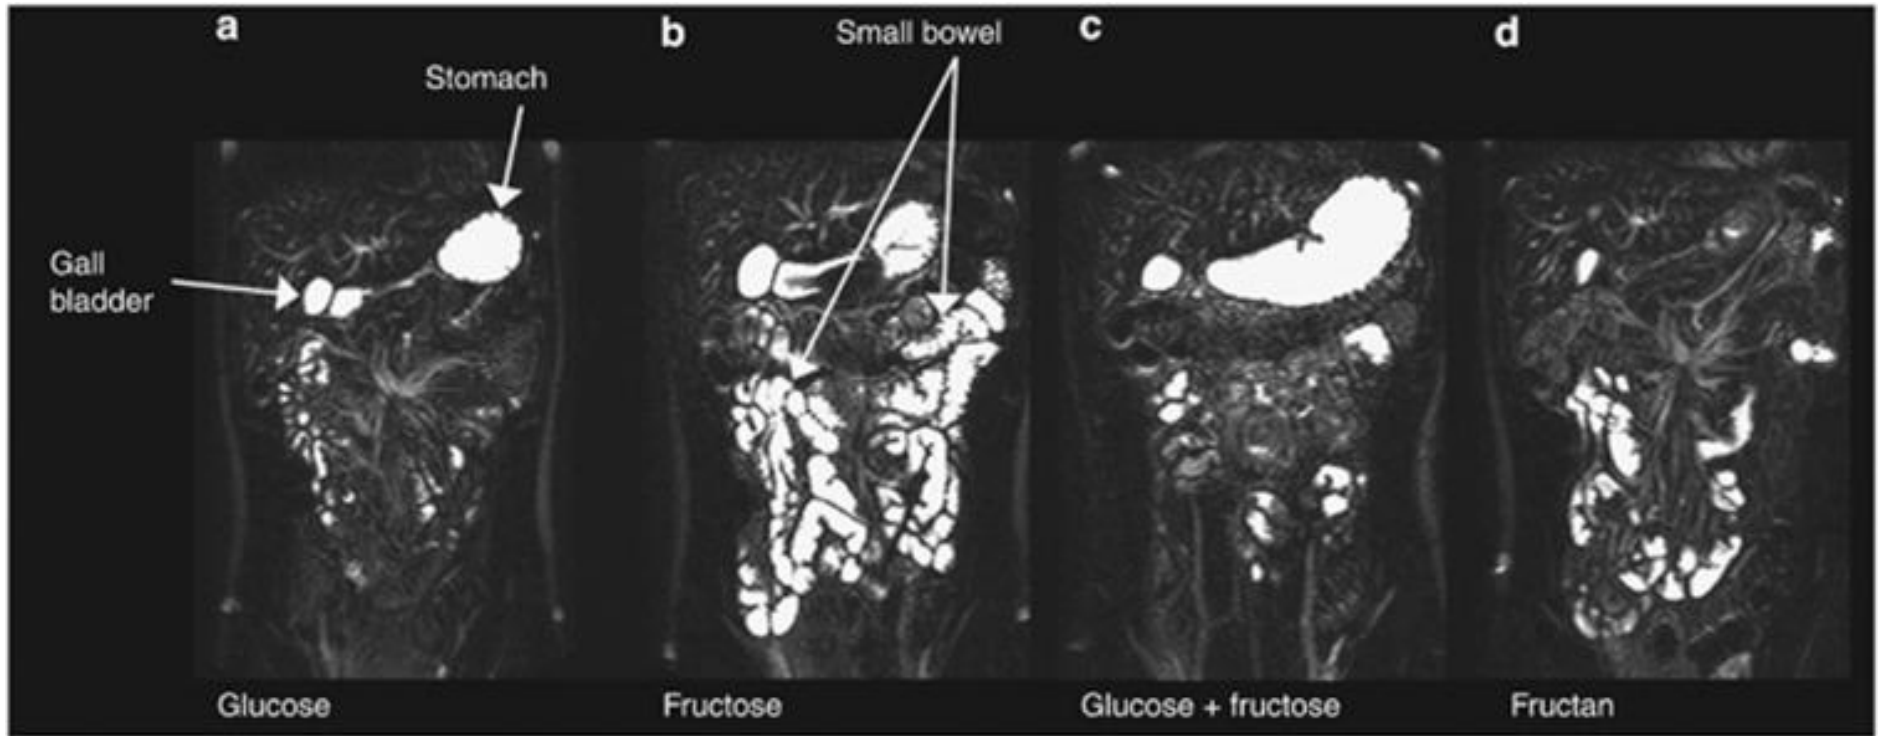 a
b
Small bowel
c
d
Stomach
Gall
bladder
Glucose
Fructose
Glucose + fructose
Fructan